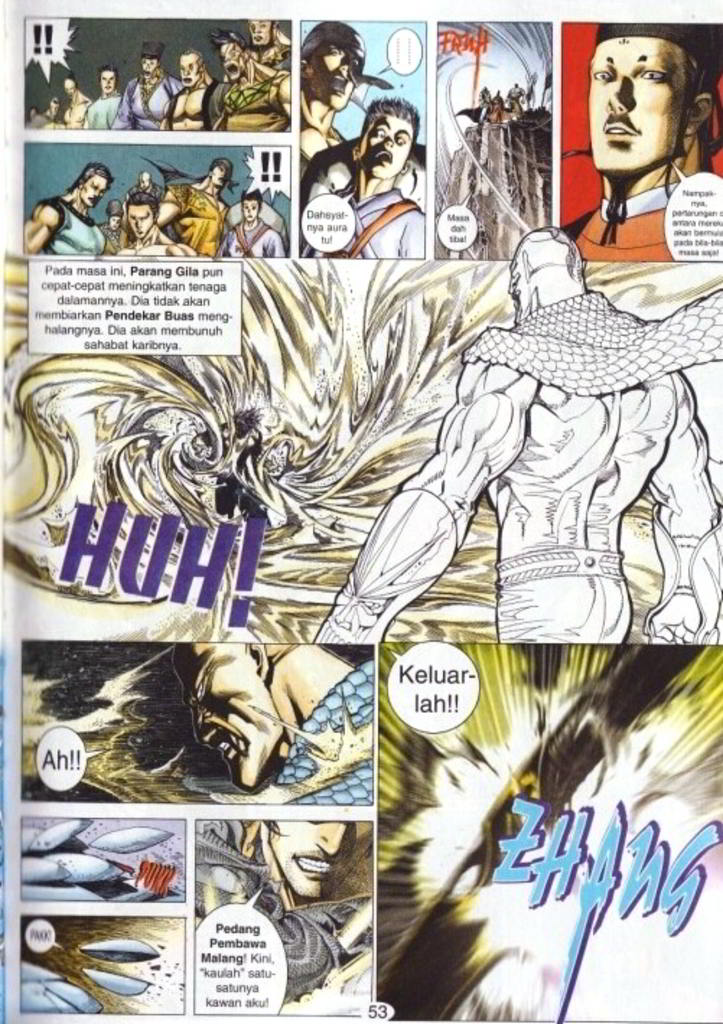 !!
!!
Dahsyat-
nya aura
tu!
Masa
dah
tiba!
Nampak-
nya,
pertarungan
antara mereka
akan bermula
pada bila-bila
masa saja!
Pada masa ini, Parang Gila pun
cepat-cepat meningkatkan tenaga
dalamannya. Dia tidak akan
membiarkan Pendekar Buas meng-
halangnya. Dia akan membunuh
sahabat karibnya.
HUH!
Ah!!
Keluar-
lah!!
ZHANG
PAKK!
Pedang
Pembawa
Malang! Kini,
"kaulah" satu-
satunya
kawan aku!
53